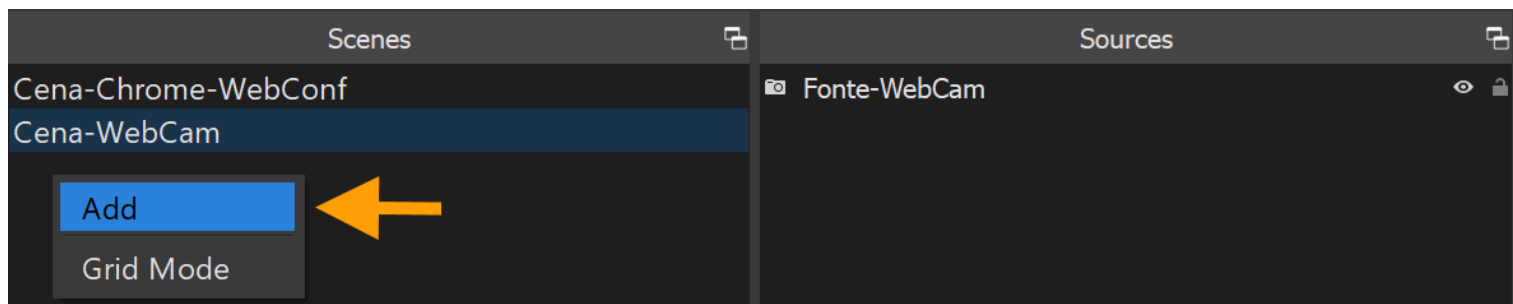 Scenes
Sources
Cena-Chrome-WebConf
Fonte-WebCam
Cena-WebCam
Add
Grid Mode